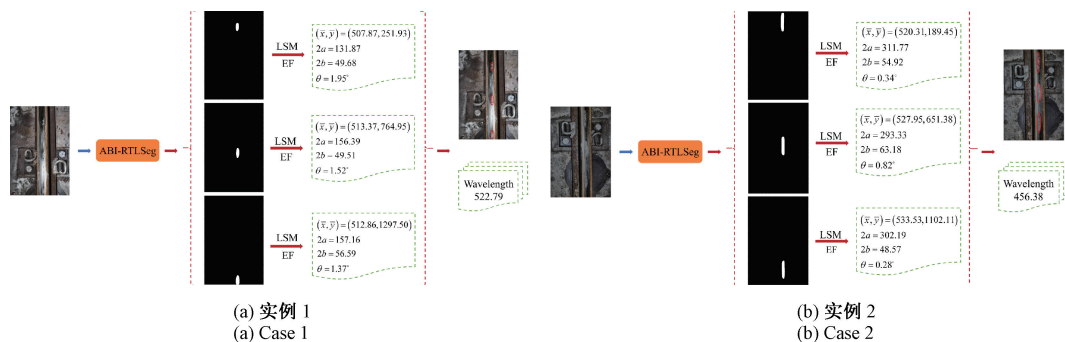 ABI-RTLSeg
LSM
EF
(x̄, ȳ)=(507.87,251.93)
2a=131.87
2b=49.68
θ=1.95°
LSM
EF
(x̄, ȳ)=(513.37,764.95)
2a=156.39
2b=49.51
θ=1.52°
LSM
EF
(x̄, ȳ)=(512.86,1297.50)
2a=157.16
2b=56.59
θ=1.37°
Wavelength
522.79
(a) 实例 1
(a) Case 1
ABI-RTLSeg
LSM
EF
(x̄, ȳ)=(520.31,189.45)
2a=311.77
2b=54.92
θ=0.34°
LSM
EF
(x̄, ȳ)=(527.95,651.38)
2a=293.33
2b=63.18
θ=0.82°
LSM
EF
(x̄, ȳ)=(533.53,1102.11)
2a=302.19
2b=48.57
θ=0.28°
Wavelength
456.38
(b) 实例 2
(b) Case 2